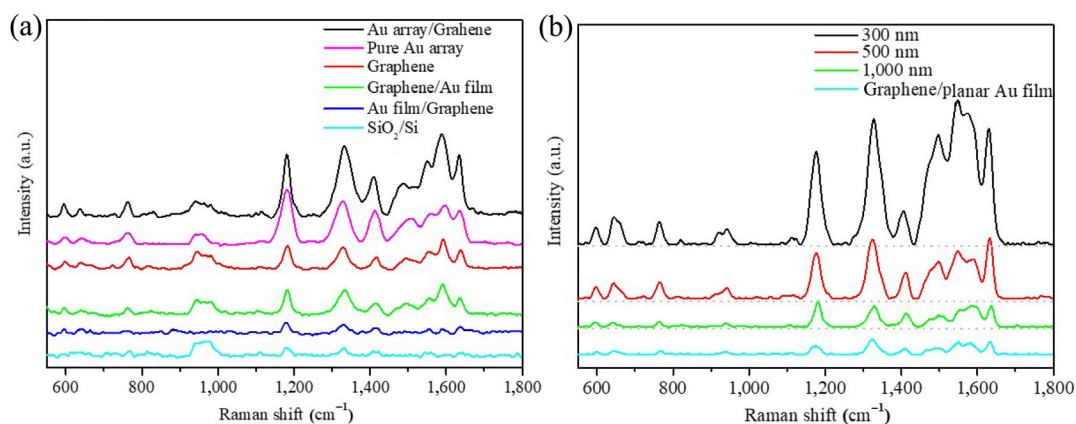 (a)
Au array/Grahene
Pure Au array
Graphene
Graphene/Au film
Au film/Graphene
SiO₂/Si
Intensity (a.u.)
600 800 1,000 1,200 1,400 1,600 1,800
Raman shift (cm⁻¹)
(b)
300 nm
500 nm
1,000 nm
Graphene/planar Au film
Intensity (a.u.)
600 800 1,000 1,200 1,400 1,600 1,800
Raman shift (cm⁻¹)